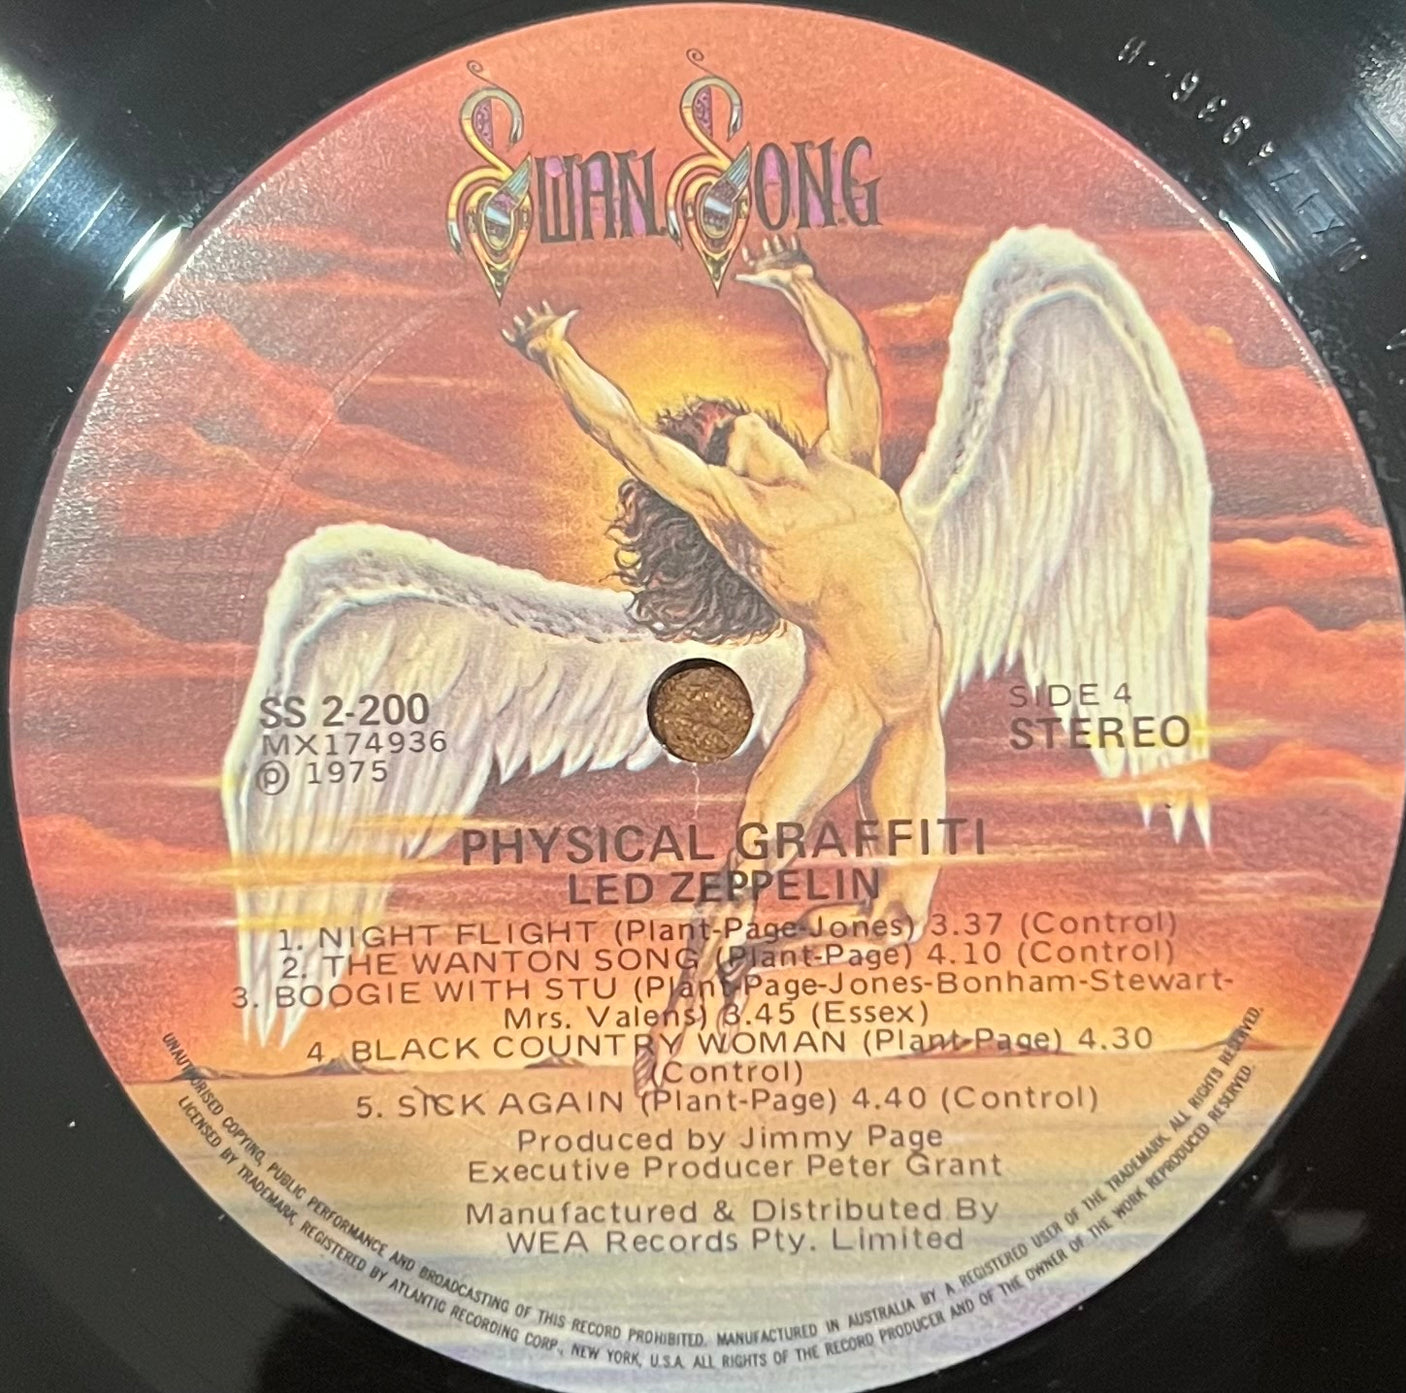 SWAN SONG
SS 2-200
MX174936
℗ 1975
SIDE 4
STEREO
PHYSICAL GRAFFITI
LED ZEPPELIN
1. NIGHT FLIGHT (Plant-Page-Jones) 3.37 (Control)
2. THE WANTON SONG (Plant-Page) 4.10 (Control)
3. BOOGIE WITH STU (Plant-Page-Jones-Bonham-Stewart-
Mrs. Valens) 3.45 (Essex)
4. BLACK COUNTRY WOMAN (Plant-Page) 4.30
(Control)
5. SICK AGAIN (Plant-Page) 4.40 (Control)
Produced by Jimmy Page
Executive Producer Peter Grant
Manufactured & Distributed By
WEA Records Pty. Limited
UNAUTHORISED COPYING, PUBLIC PERFORMANCE AND BROADCASTING OF THIS RECORD PROHIBITED. MANUFACTURED IN AUSTRALIA BY A REGISTERED USER OF THE TRADEMARK. ALL RIGHTS RESERVED.
LICENSED BY TRADEMARK, REGISTERED BY ATLANTIC RECORDING CORP., NEW YORK, U.S.A. ALL RIGHTS OF THE RECORD PRODUCER AND OF THE OWNER OF THE WORK REPRODUCED RESERVED.